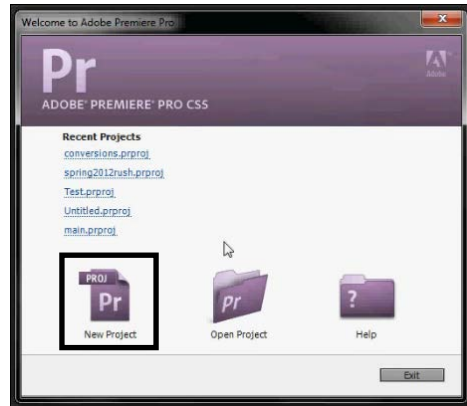 Welcome to Adobe Premiere Pro
Pr
Adobe
ADOBE® PREMIERE® PRO CS5
Recent Projects
conversions.prproj
spring2012rush.prproj
Test.prproj
Untitled.prproj
main.prproj
PROJ
Pr
Pr
?
New Project
Open Project
Help
Exit